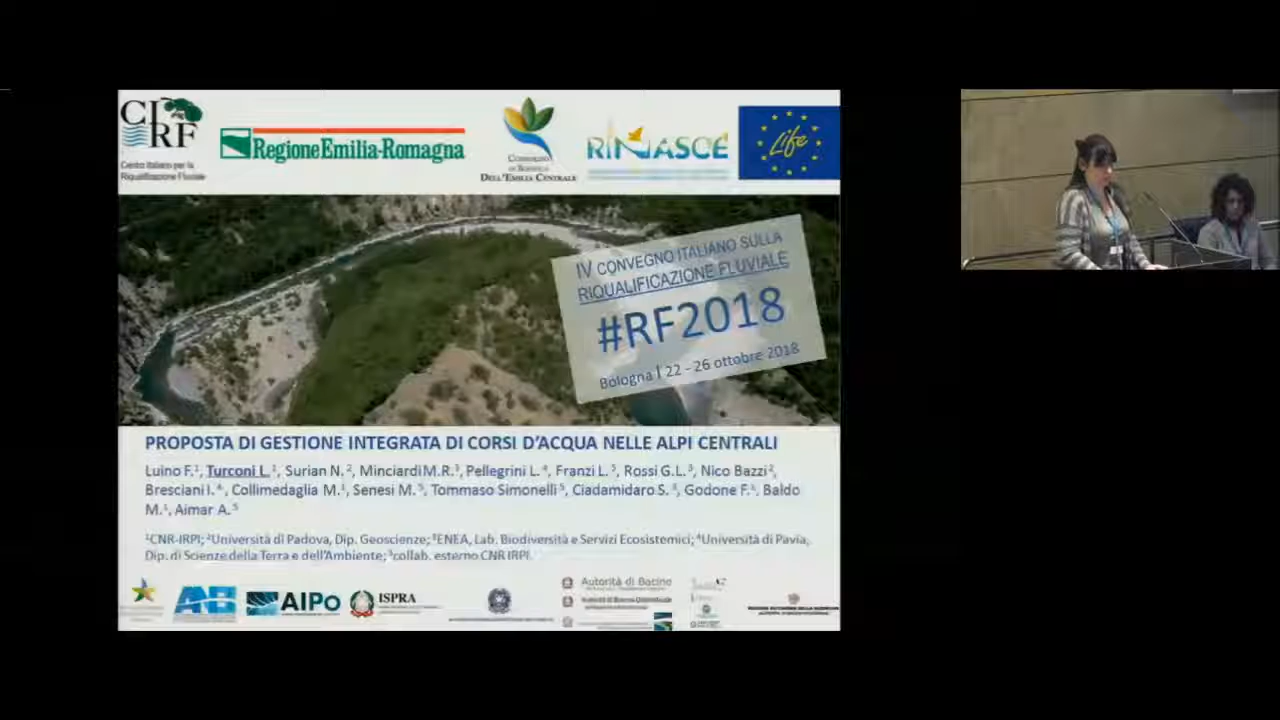 CIRF
Centro Italiano per la
Riqualificazione Fluviale
RegioneEmilia-Romagna
CONSORZIO
DI BONIFICA
DELL'EMILIA CENTRALE
RINASCE
Life
IV CONVEGNO ITALIANO SULLA
RIQUALIFICAZIONE FLUVIALE
#RF2018
Bologna | 22 - 26 ottobre 2018
PROPOSTA DI GESTIONE INTEGRATA DI CORSI D'ACQUA NELLE ALPI CENTRALI
Luino F.¹, Turconi L.¹, Surian N.², Minciardi M.R.³, Pellegrini L.⁴, Franzi L.⁵, Rossi G.L.³, Nico Bazzi², 
Bresciani I.⁴, Collimedaglia M.¹, Senesi M.⁵, Tommaso Simonelli⁵, Ciadamidaro S.³, Godone F.¹, Baldo
M.¹, Aimar A.⁵
¹CNR-IRPI; ²Università di Padova, Dip. Geoscienze; ³ENEA, Lab. Biodiversità e Servizi Ecosistemici; ⁴Università di Pavia,
Dip. di Scienze della Terra e dell'Ambiente; ⁵collab. esterno CNR IRPI.
AIPo
ISPRA
Autorità di Bacino